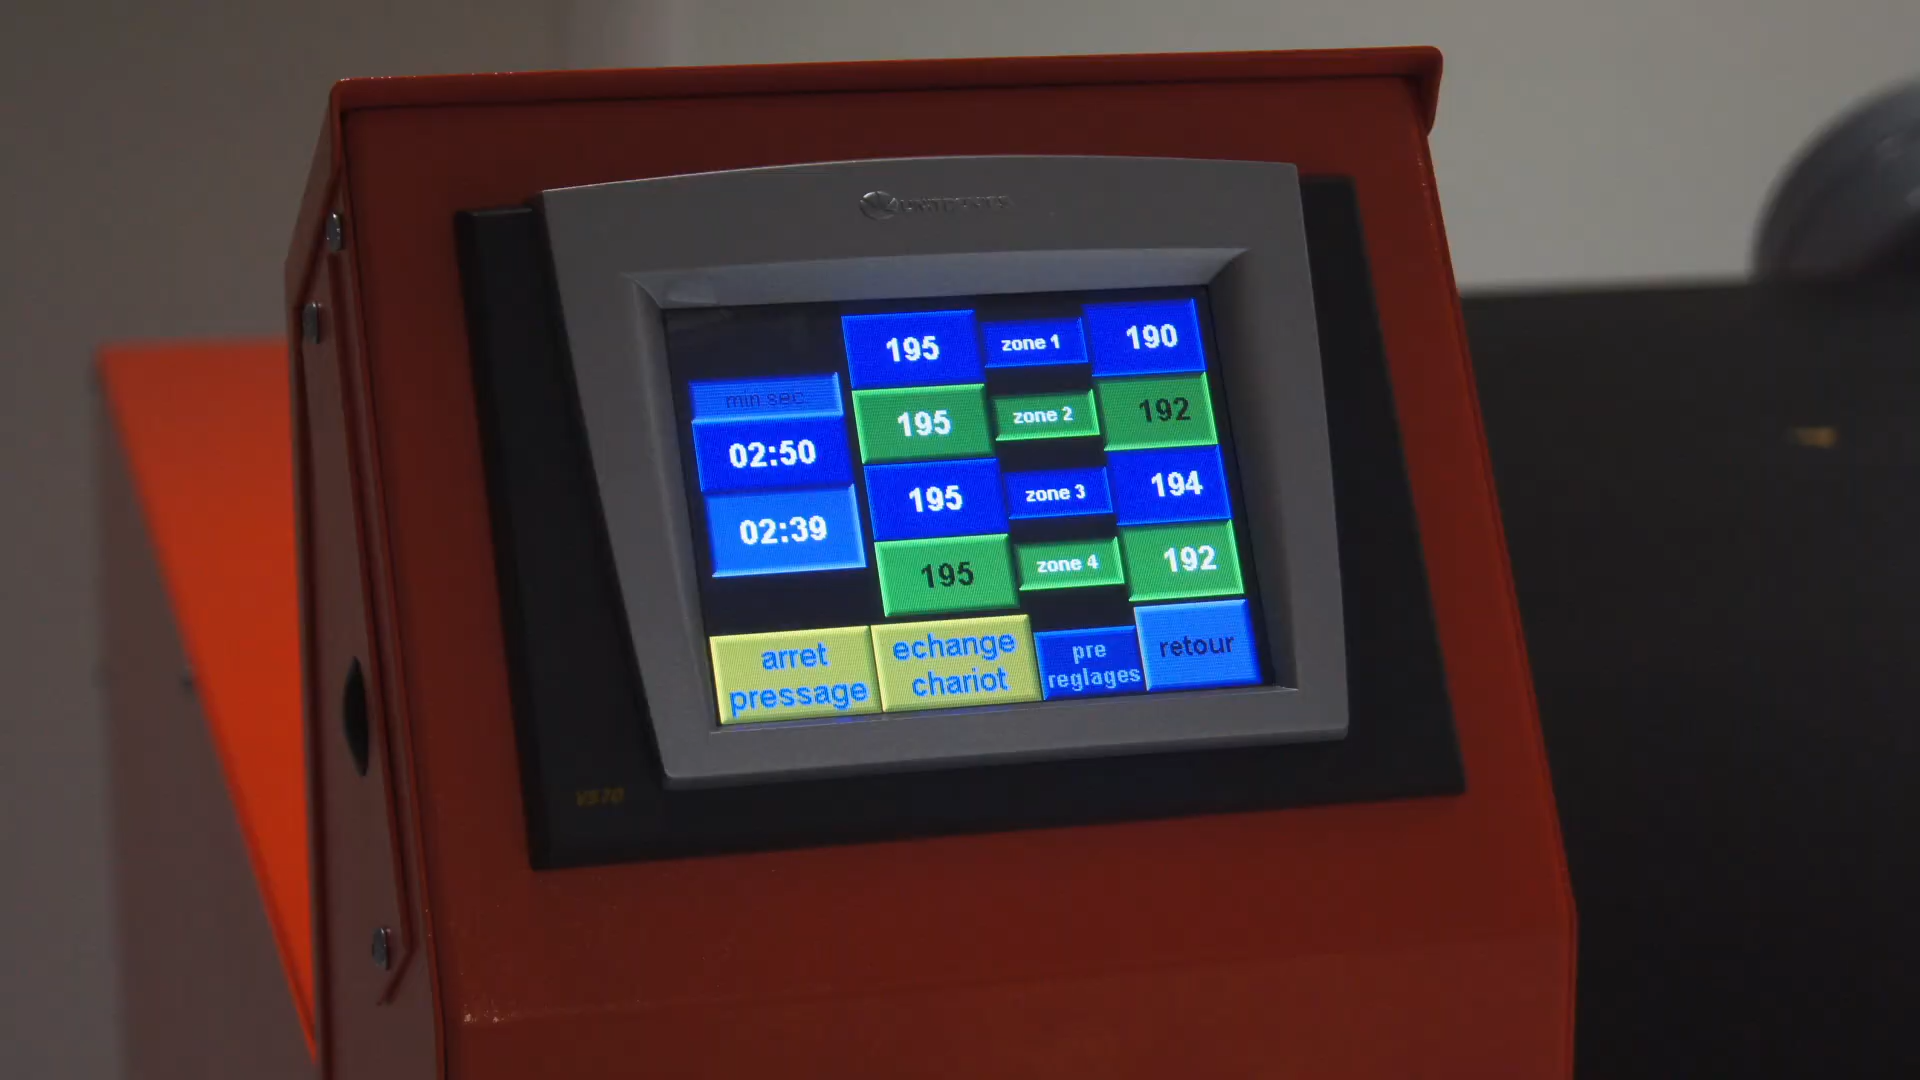 195 zone 1 190
min sec
195 zone 2 192
02:50
195 zone 3 194
02:39
195 zone 4 192
arret pressage
echange chariot
pre reglages
retour
V570